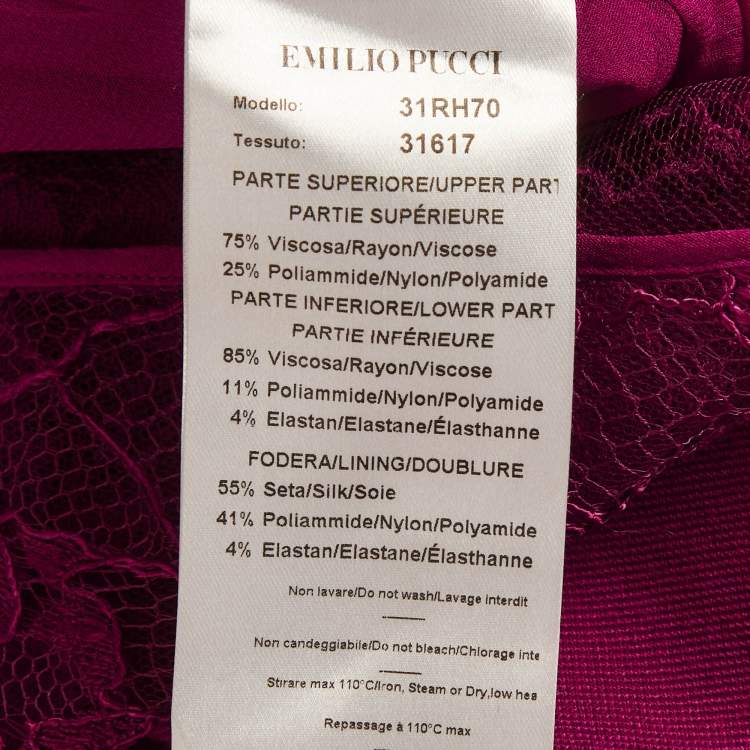 EMILIO PUCCI
Modello: 31RH70
Tessuto: 31617
PARTE SUPERIORE/UPPER PART
PARTIE SUPÉRIEURE
75% Viscosa/Rayon/Viscose
25% Poliammide/Nylon/Polyamide
PARTE INFERIORE/LOWER PART
PARTIE INFÉRIEURE
85% Viscosa/Rayon/Viscose
11% Poliammide/Nylon/Polyamide
4% Elastan/Elastane/Élasthanne
FODERA/LINING/DOUBLURE
55% Seta/Silk/Soie
41% Poliammide/Nylon/Polyamide
4% Elastan/Elastane/Élasthanne
Non lavare/Do not wash/Lavage interdit
Non candeggiabile/Do not bleach/Chlorage inte
Stirare max 110°C/Iron, Steam or Dry,low hea
Repassage à 110°C max